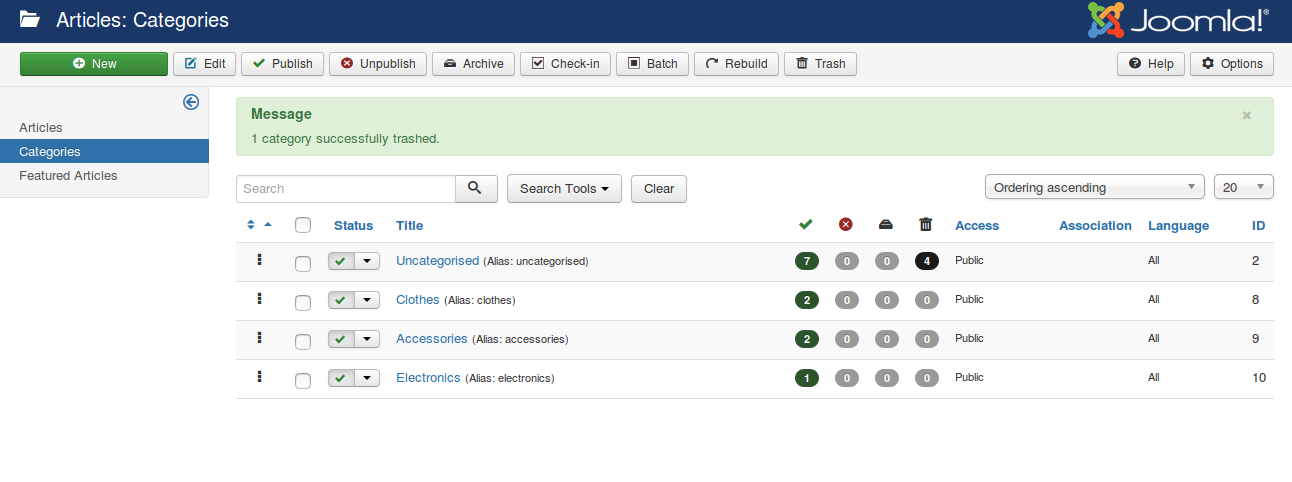 Articles: Categories
Joomla!®
New Edit Publish Unpublish Archive Check-in Batch Rebuild Trash Help Options
Articles
Categories
Featured Articles
Message
×
1 category successfully trashed.
Search Search Tools Clear Ordering ascending 20
Status Title Access Association Language ID
Uncategorised (Alias: uncategorised) 7 0 0 4 Public All 2
Clothes (Alias: clothes) 2 0 0 0 Public All 8
Accessories (Alias: accessories) 2 0 0 0 Public All 9
Electronics (Alias: electronics) 1 0 0 0 Public All 10